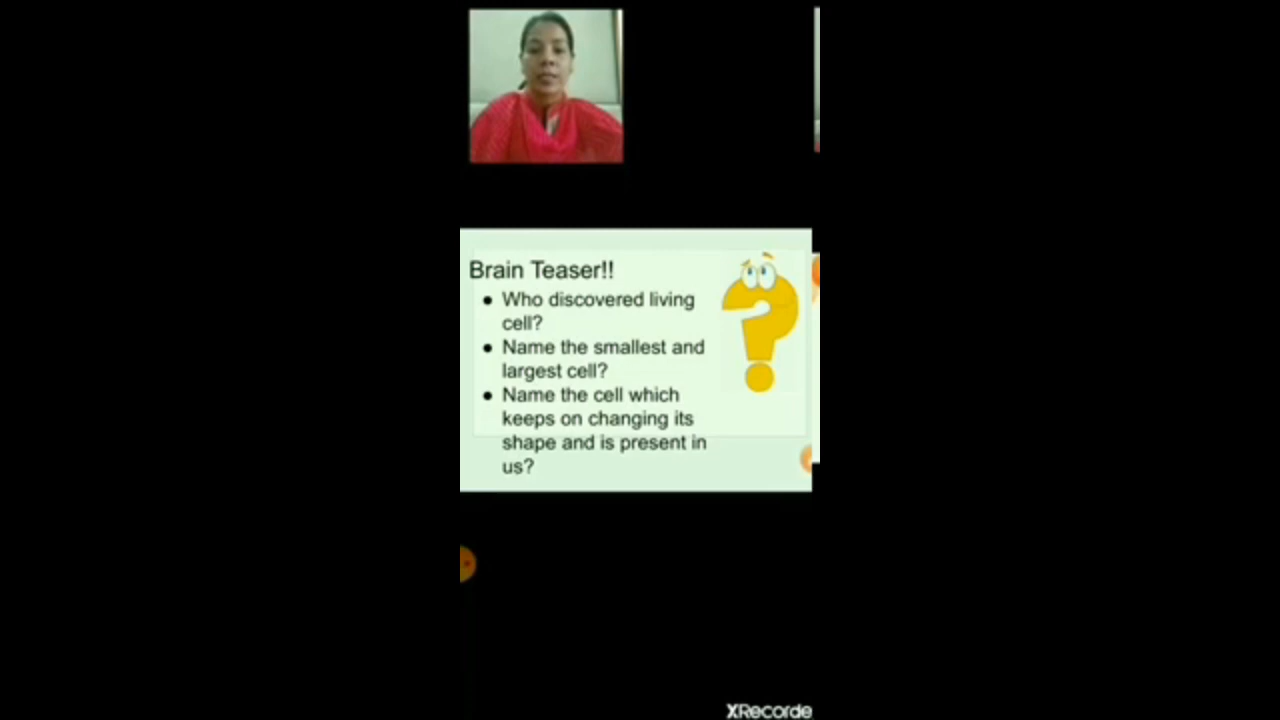 Brain Teaser!!
● Who discovered living
cell?
● Name the smallest and
largest cell?
● Name the cell which
keeps on changing its
shape and is present in
us?
XRecorde